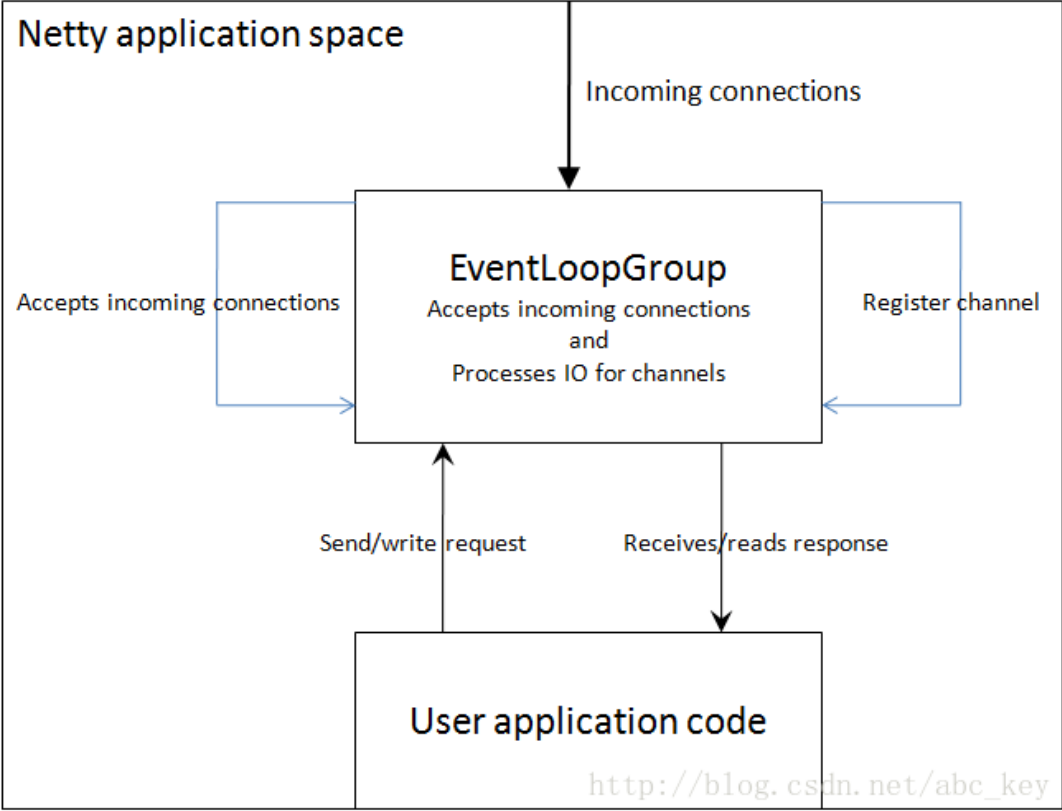 Netty application space
Incoming connections
EventLoopGroup
Accepts incoming connections
and
Processes IO for channels
Accepts incoming connections
Register channel
Send/write request
Receives/reads response
User application code
http://blog.csdn.net/abc_key